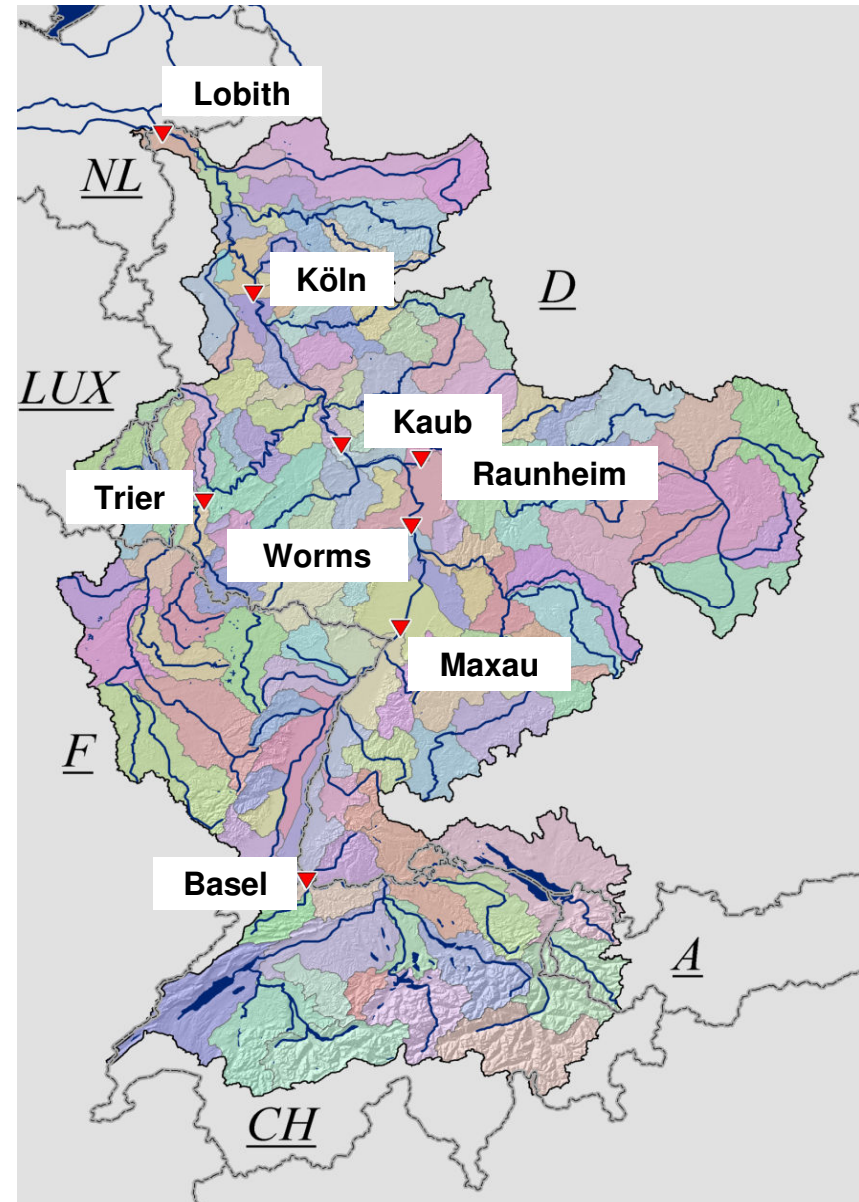 Lobith
NL
Köln
D
LUX
Kaub
Raunheim
Trier
Worms
Maxau
F
Basel
A
CH